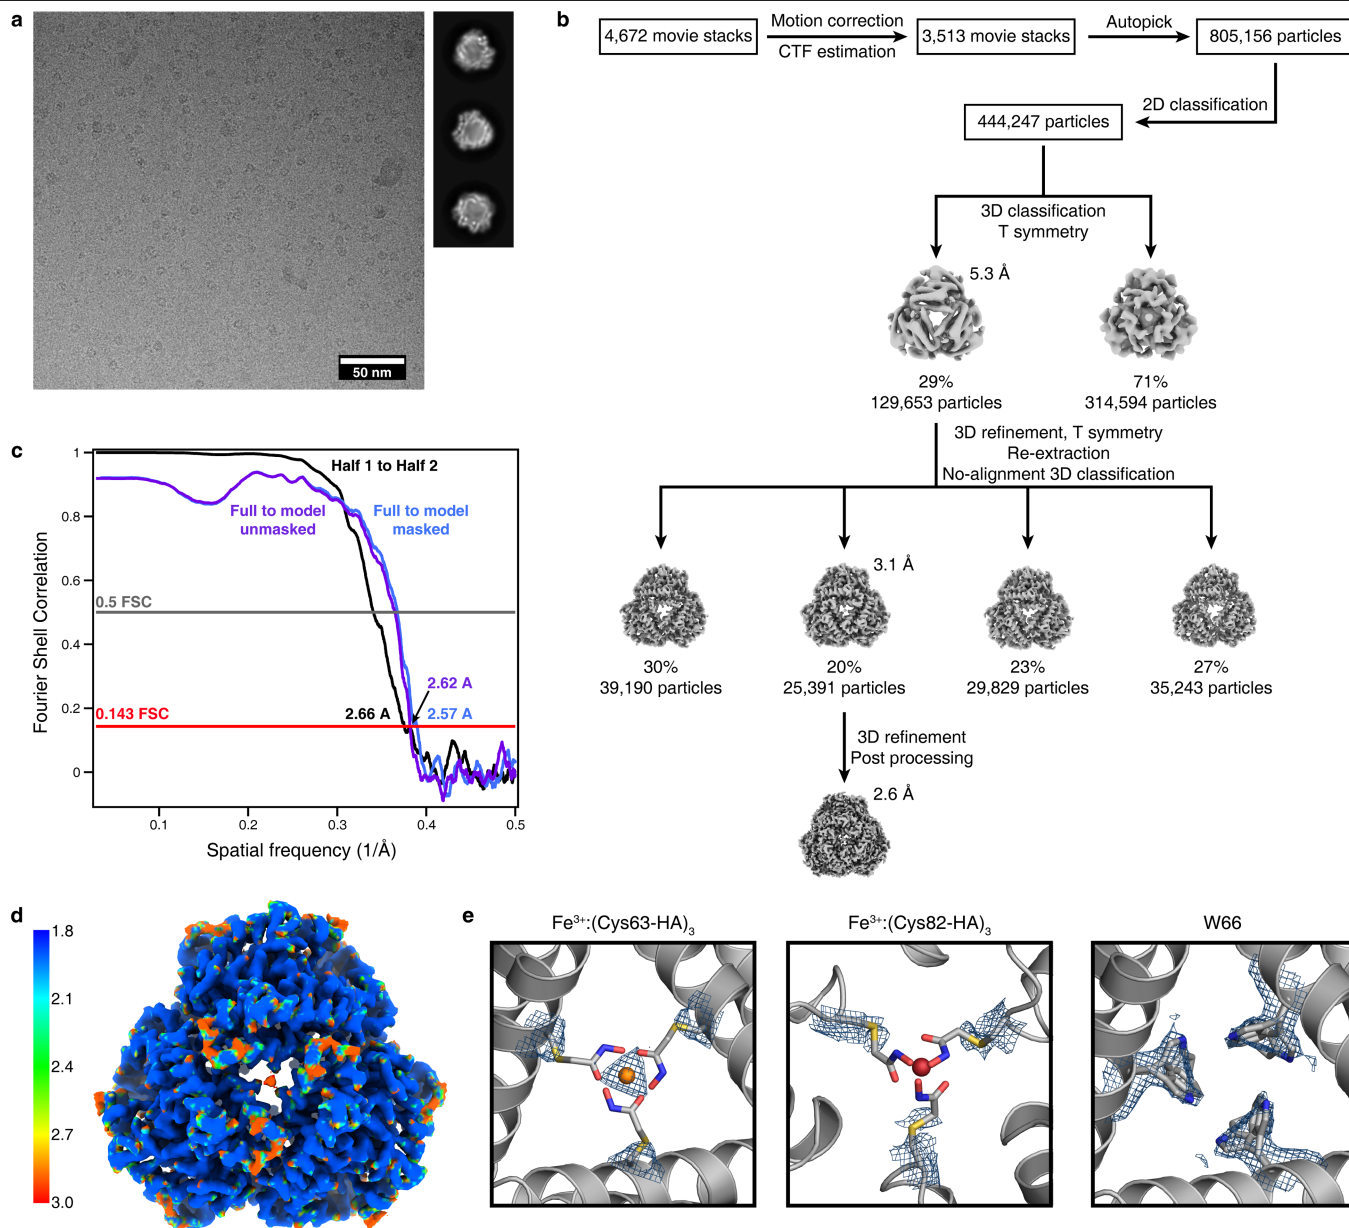 a
50 nm
b
4,672 movie stacks
Motion correction
CTF estimation
3,513 movie stacks
Autopick
805,156 particles
2D classification
444,247 particles
3D classification
T symmetry
5.3 Å
29%
129,653 particles
71%
314,594 particles
3D refinement, T symmetry
Re-extraction
No-alignment 3D classification
3.1 Å
30%
39,190 particles
20%
25,391 particles
23%
29,829 particles
27%
35,243 particles
3D refinement
Post processing
2.6 Å
c
Fourier Shell Correlation
1
0.8
0.6
0.4
0.2
0
Half 1 to Half 2
Full to model
unmasked
Full to model
masked
0.5 FSC
0.143 FSC
2.66 A
2.62 A
2.57 A
0.1
0.2
0.3
0.4
0.5
Spatial frequency (1/Å)
d
1.8
2.1
2.4
2.7
3.0
e
Fe³⁺:(Cys63-HA)₃
Fe³⁺:(Cys82-HA)₃
W66